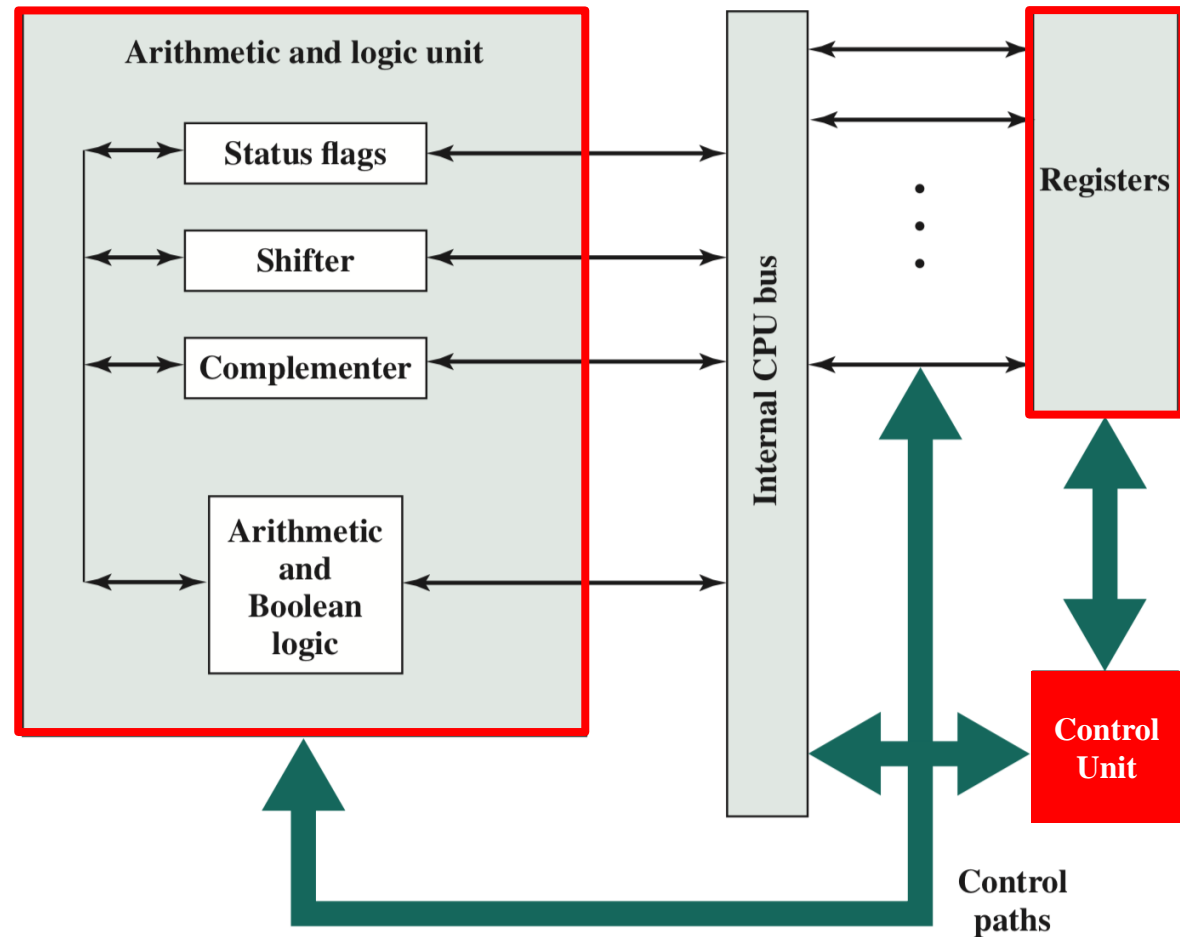 Arithmetic and logic unit
Status flags
Shifter
Complementer
Arithmetic
and
Boolean
logic
Internal CPU bus
Registers
Control
Unit
Control
paths